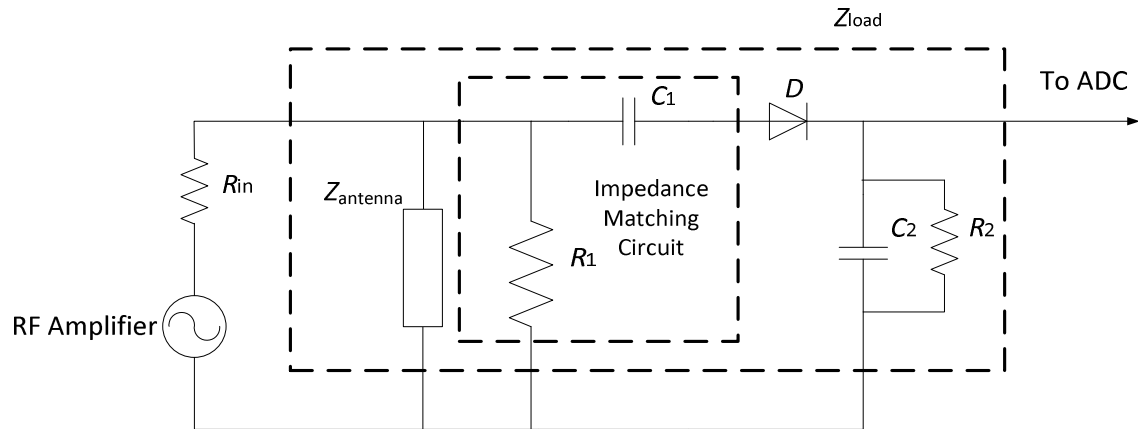 Zload
To ADC
C1
D
Rin
Zantenna
Impedance
Matching
Circuit
R1
C2
R2
RF Amplifier